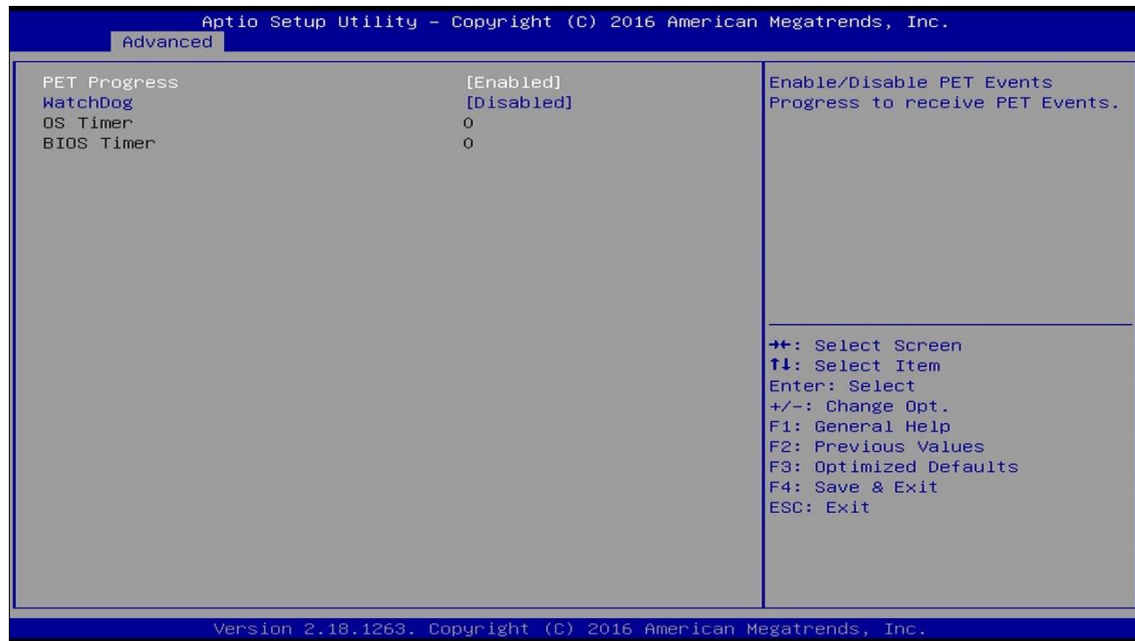 Aptio Setup Utility – Copyright (C) 2016 American Megatrends, Inc.
Advanced
PET Progress [Enabled]
WatchDog [Disabled]
OS Timer 0
BIOS Timer 0
Enable/Disable PET Events
Progress to receive PET Events.
→←: Select Screen
↑↓: Select Item
Enter: Select
+/-: Change Opt.
F1: General Help
F2: Previous Values
F3: Optimized Defaults
F4: Save & Exit
ESC: Exit
Version 2.18.1263. Copyright (C) 2016 American Megatrends, Inc.